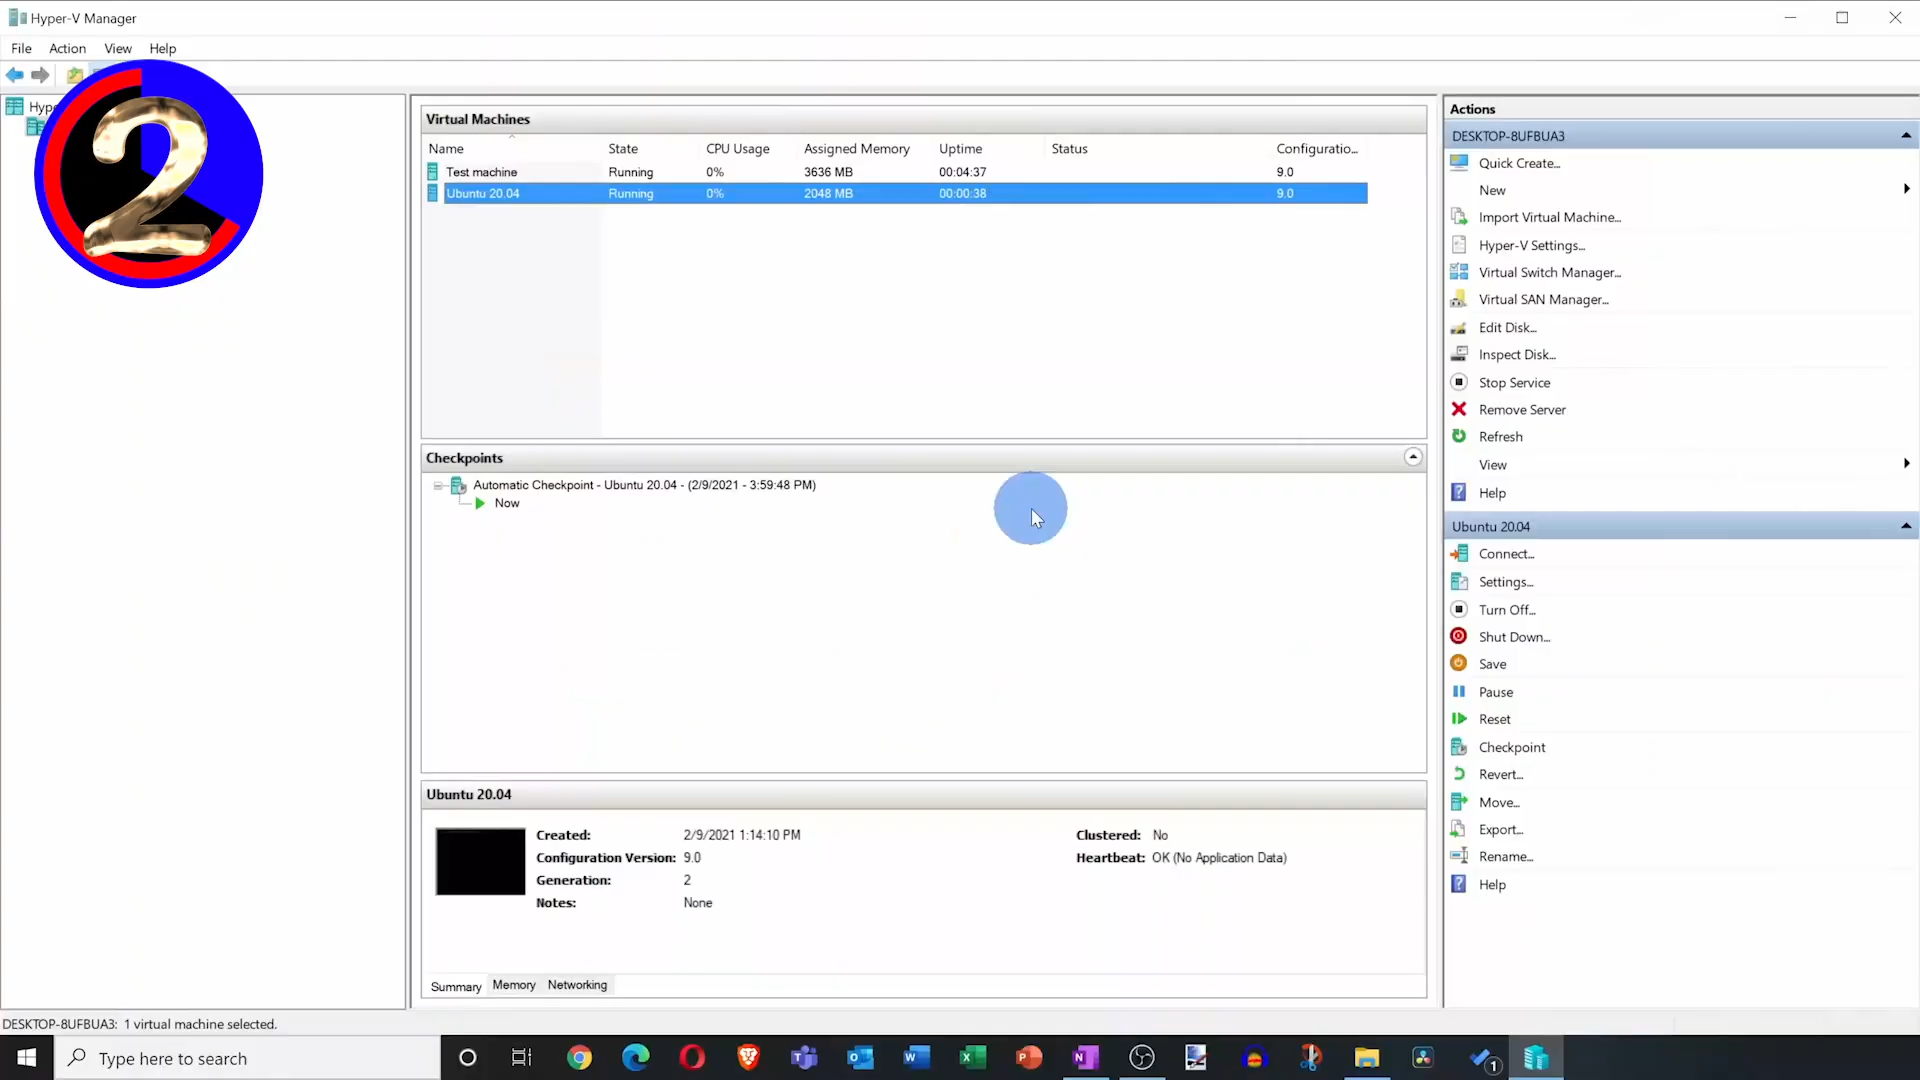 Hyper-V Manager
File Action View Help
Hype
2
Virtual Machines
Name State CPU Usage Assigned Memory Uptime Status Configuratio...
Test machine Running 0% 3636 MB 00:04:37 9.0
Ubuntu 20.04 Running 0% 2048 MB 00:00:38 9.0
Checkpoints
Automatic Checkpoint - Ubuntu 20.04 - (2/9/2021 - 3:59:48 PM)
Now
Ubuntu 20.04
Created: 2/9/2021 1:14:10 PM Clustered: No
Configuration Version: 9.0 Heartbeat: OK (No Application Data)
Generation: 2
Notes: None
Summary Memory Networking
Actions
DESKTOP-8UFBUA3
Quick Create...
New
Import Virtual Machine...
Hyper-V Settings...
Virtual Switch Manager...
Virtual SAN Manager...
Edit Disk...
Inspect Disk...
Stop Service
Remove Server
Refresh
View
Help
Ubuntu 20.04
Connect...
Settings...
Turn Off...
Shut Down...
Save
Pause
Reset
Checkpoint
Revert...
Move...
Export...
Rename...
Help
DESKTOP-8UFBUA3: 1 virtual machine selected.
Type here to search
1